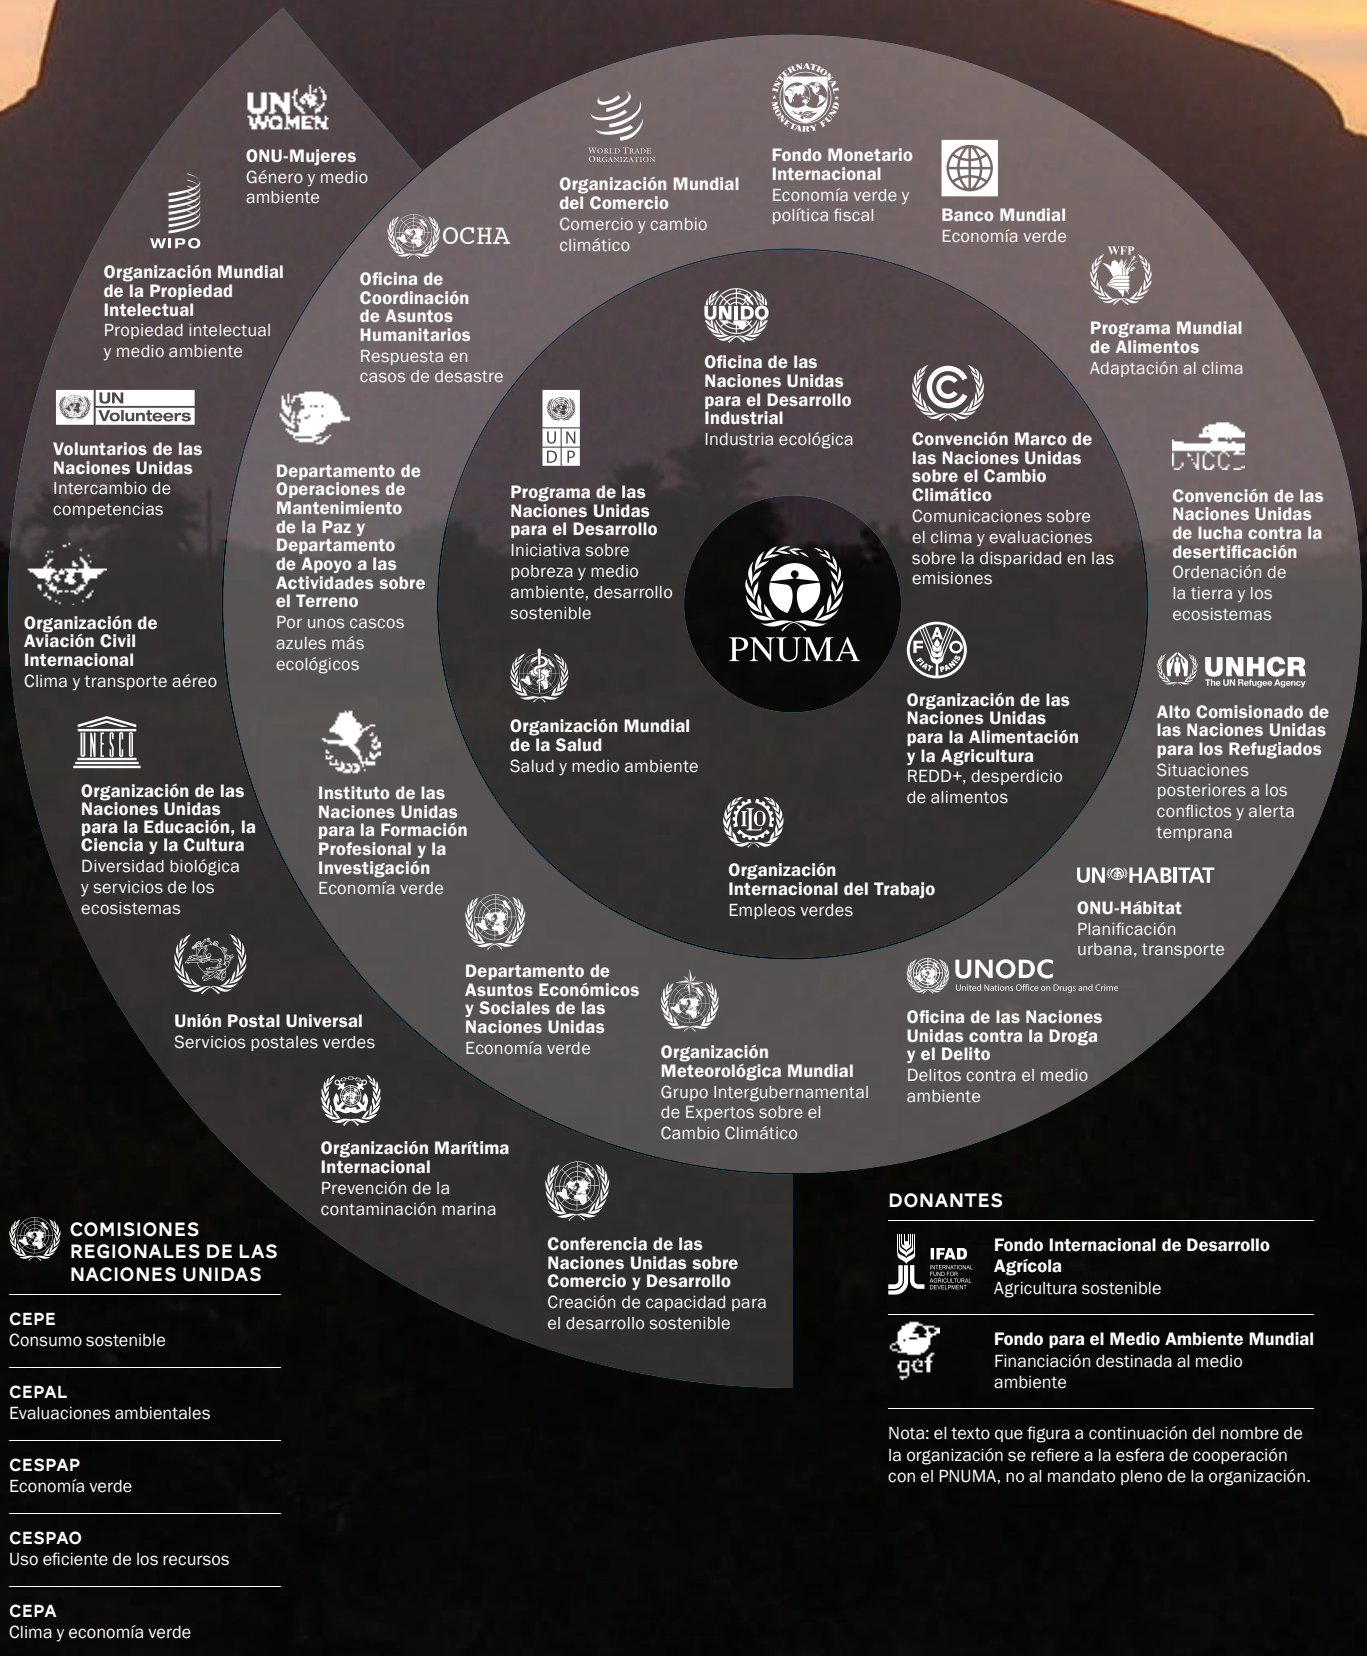 UN WOMEN
ONU-Mujeres
Género y medio
ambiente
WIPO
Organización Mundial
de la Propiedad
Intelectual
Propiedad intelectual
y medio ambiente
UN
Volunteers
Voluntarios de las
Naciones Unidas
Intercambio de
competencias
Organización de
Aviación Civil
Internacional
Clima y transporte aéreo
UNESCO
Organización de las
Naciones Unidas
para la Educación, la
Ciencia y la Cultura
Diversidad biológica
y servicios de los
ecosistemas
Unión Postal Universal
Servicios postales verdes
Organización Marítima
Internacional
Prevención de la
contaminación marina
Conferencia de las
Naciones Unidas sobre
Comercio y Desarrollo
Creación de capacidad para
el desarrollo sostenible
OCHA
Oficina de
Coordinación
de Asuntos
Humanitarios
Respuesta en
casos de desastre
Departamento de
Operaciones de
Mantenimiento
de la Paz y
Departamento
de Apoyo a las
Actividades sobre
el Terreno
Por unos cascos
azules más
ecológicos
Instituto de las
Naciones Unidas
para la Formación
Profesional y la
Investigación
Economía verde
Departamento de
Asuntos Económicos
y Sociales de las
Naciones Unidas
Economía verde
Organización
Meteorológica Mundial
Grupo Intergubernamental
de Expertos sobre el
Cambio Climático
UNODC
United Nations Office on Drugs and Crime
Oficina de las Naciones
Unidas contra la Droga
y el Delito
Delitos contra el medio
ambiente
UN HABITAT
ONU-Hábitat
Planificación
urbana, transporte
UNHCR
The UN Refugee Agency
Alto Comisionado de
las Naciones Unidas
para los Refugiados
Situaciones
posteriores a los
conflictos y alerta
temprana
Convención de las
Naciones Unidas
de lucha contra la
desertificación
Ordenación de
la tierra y los
ecosistemas
WFP
Programa Mundial
de Alimentos
Adaptación al clima
Banco Mundial
Economía verde
INTERNATIONAL MONETARY FUND
Fondo Monetario
Internacional
Economía verde y
política fiscal
WORLD TRADE
ORGANIZATION
Organización Mundial
del Comercio
Comercio y cambio
climático
UNIDO
Oficina de las
Naciones Unidas
para el Desarrollo
Industrial
Industria ecológica
Convención Marco de
las Naciones Unidas
sobre el Cambio
Climático
Comunicaciones sobre
el clima y evaluaciones
sobre la disparidad en las
emisiones
FAO
FIAT PANIS
Organización de las
Naciones Unidas
para la Alimentación
y la Agricultura
REDD+, desperdicio
de alimentos
ILO
Organización
Internacional del Trabajo
Empleos verdes
Organización Mundial
de la Salud
Salud y medio ambiente
UN
DP
Programa de las
Naciones Unidas
para el Desarrollo
Iniciativa sobre
pobreza y medio
ambiente, desarrollo
sostenible
PNUMA
COMISIONES
REGIONALES DE LAS
NACIONES UNIDAS
CEPE
Consumo sostenible
CEPAL
Evaluaciones ambientales
CESPAP
Economía verde
CESPAO
Uso eficiente de los recursos
CEPA
Clima y economía verde
DONANTES
IFAD
INTERNATIONAL
FUND FOR
AGRICULTURAL
DEVELPMENT
Fondo Internacional de Desarrollo
Agrícola
Agricultura sostenible
gef
Fondo para el Medio Ambiente Mundial
Financiación destinada al medio
ambiente
Nota: el texto que figura a continuación del nombre de
la organización se refiere a la esfera de cooperación
con el PNUMA, no al mandato pleno de la organización.